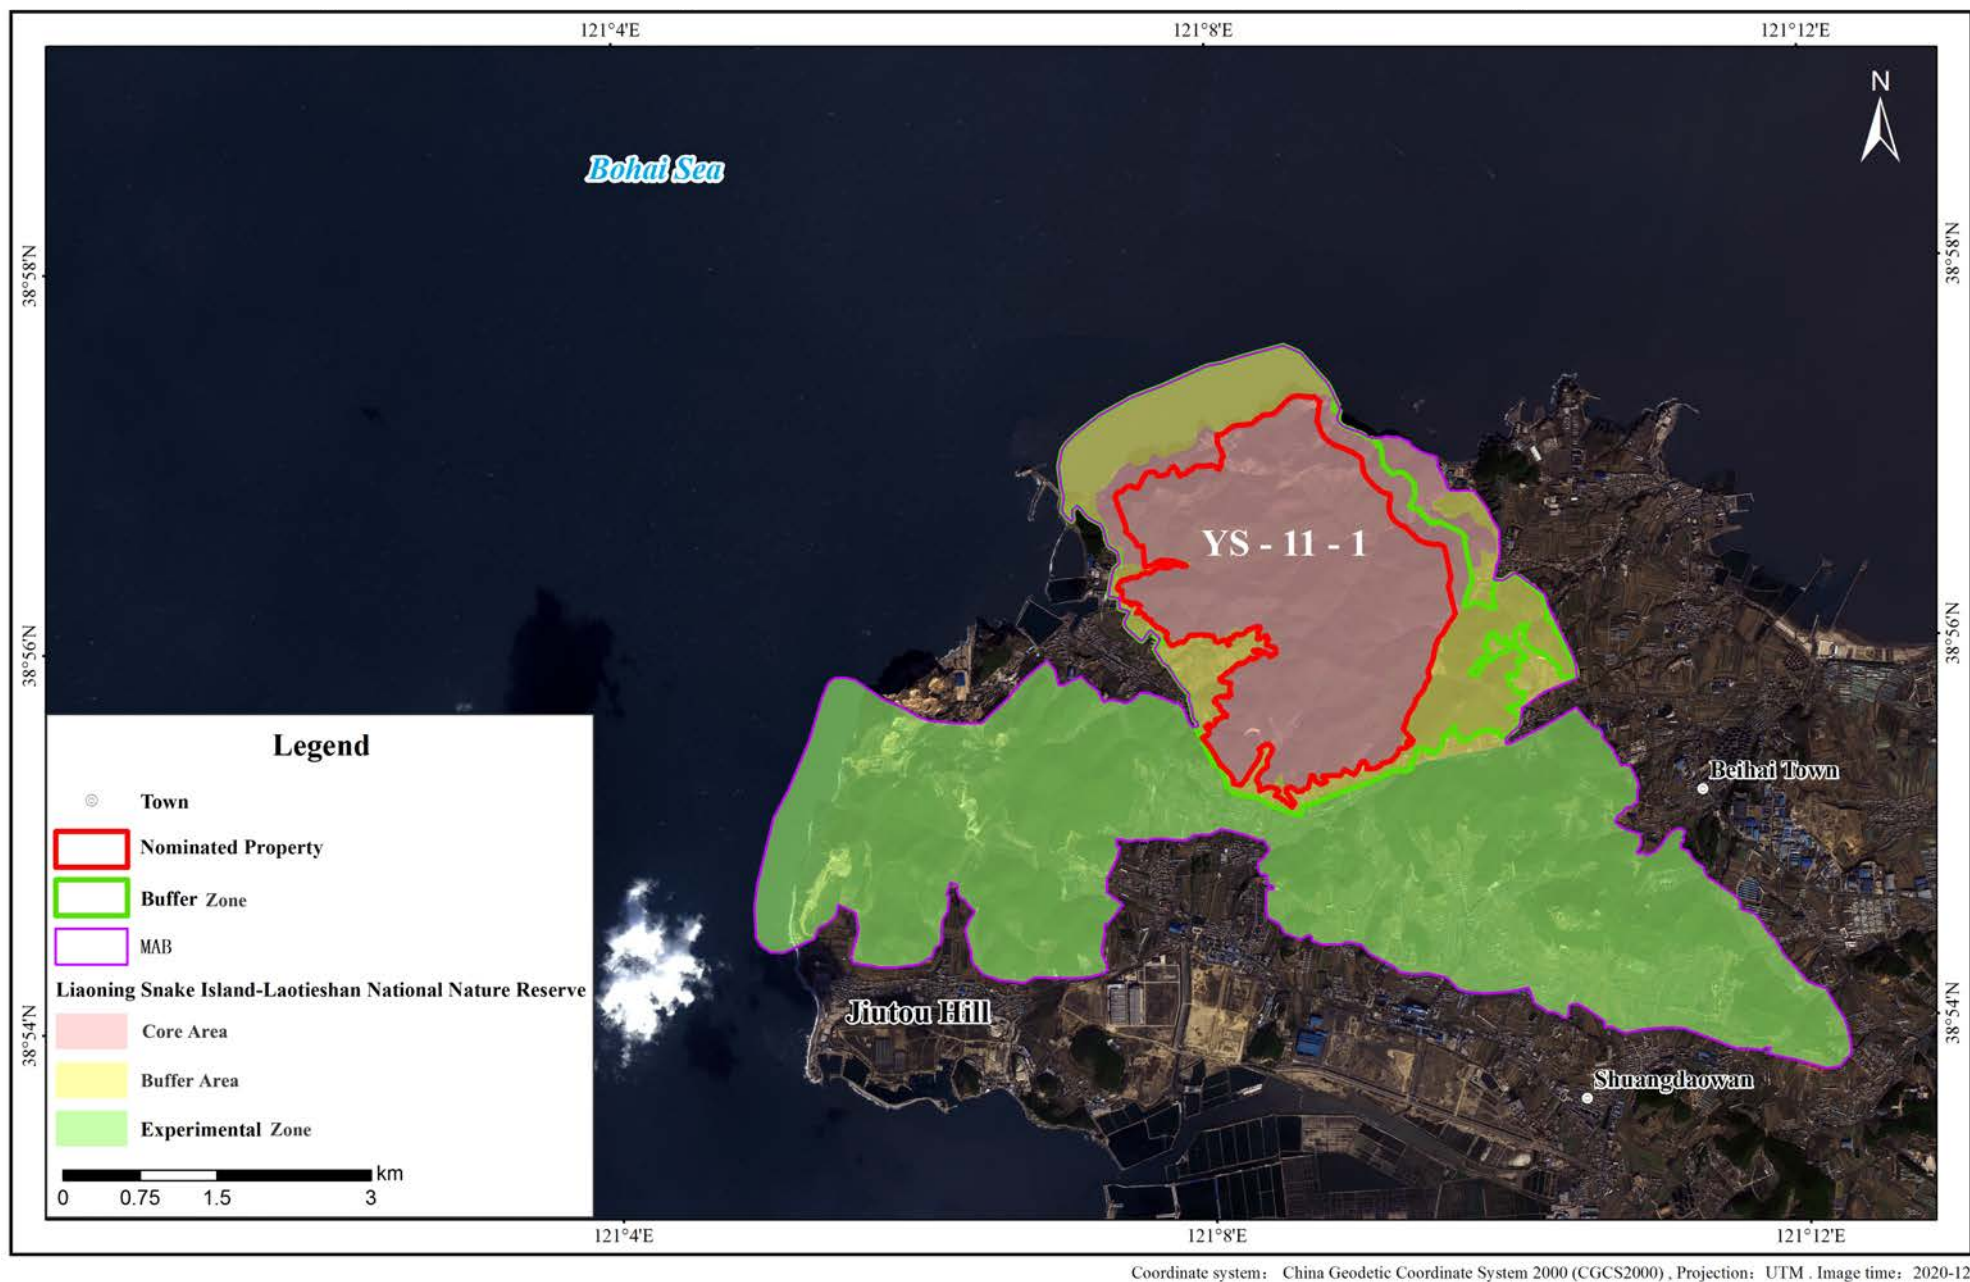 121°4'E 121°8'E 121°12'E
N
Bohai Sea
38°58'N 38°58'N
YS - 11 - 1
38°56'N 38°56'N
Legend
Town
Nominated Property
Buffer Zone
MAB
Liaoning Snake Island-Laotieshan National Nature Reserve
Core Area
Buffer Area
Experimental Zone
km
0 0.75 1.5 3
Beihai Town
Jiutou Hill
38°54'N 38°54'N
Shuangdaowan
121°4'E 121°8'E 121°12'E
Coordinate system: China Geodetic Coordinate System 2000 (CGCS2000) , Projection: UTM . Image time: 2020-12